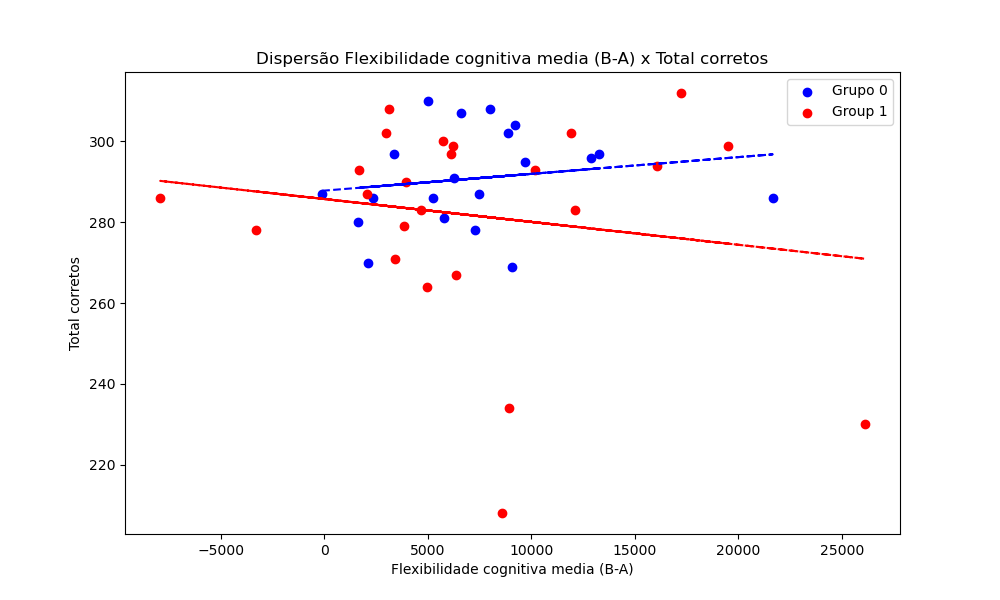 Dispersão Flexibilidade cognitiva media (B-A) x Total corretos
Grupo 0
Group 1
Total corretos
300
280
260
240
220
−5000
0
5000
10000
15000
20000
25000
Flexibilidade cognitiva media (B-A)